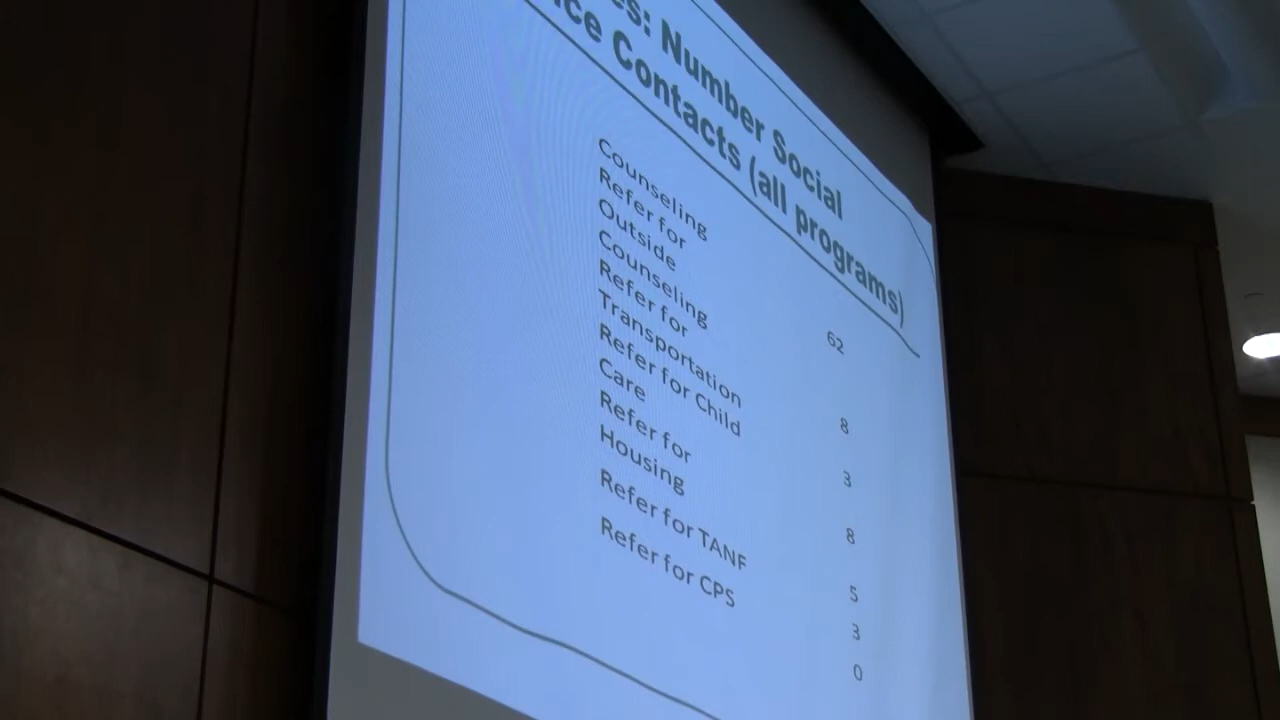 es: Number Social
ice Contacts (all programs)
Counseling 62
Refer for
Outside
Counseling 8
Refer for
Transportation 3
Refer for Child
Care 8
Refer for
Housing 5
Refer for TANF 3
Refer for CPS 0